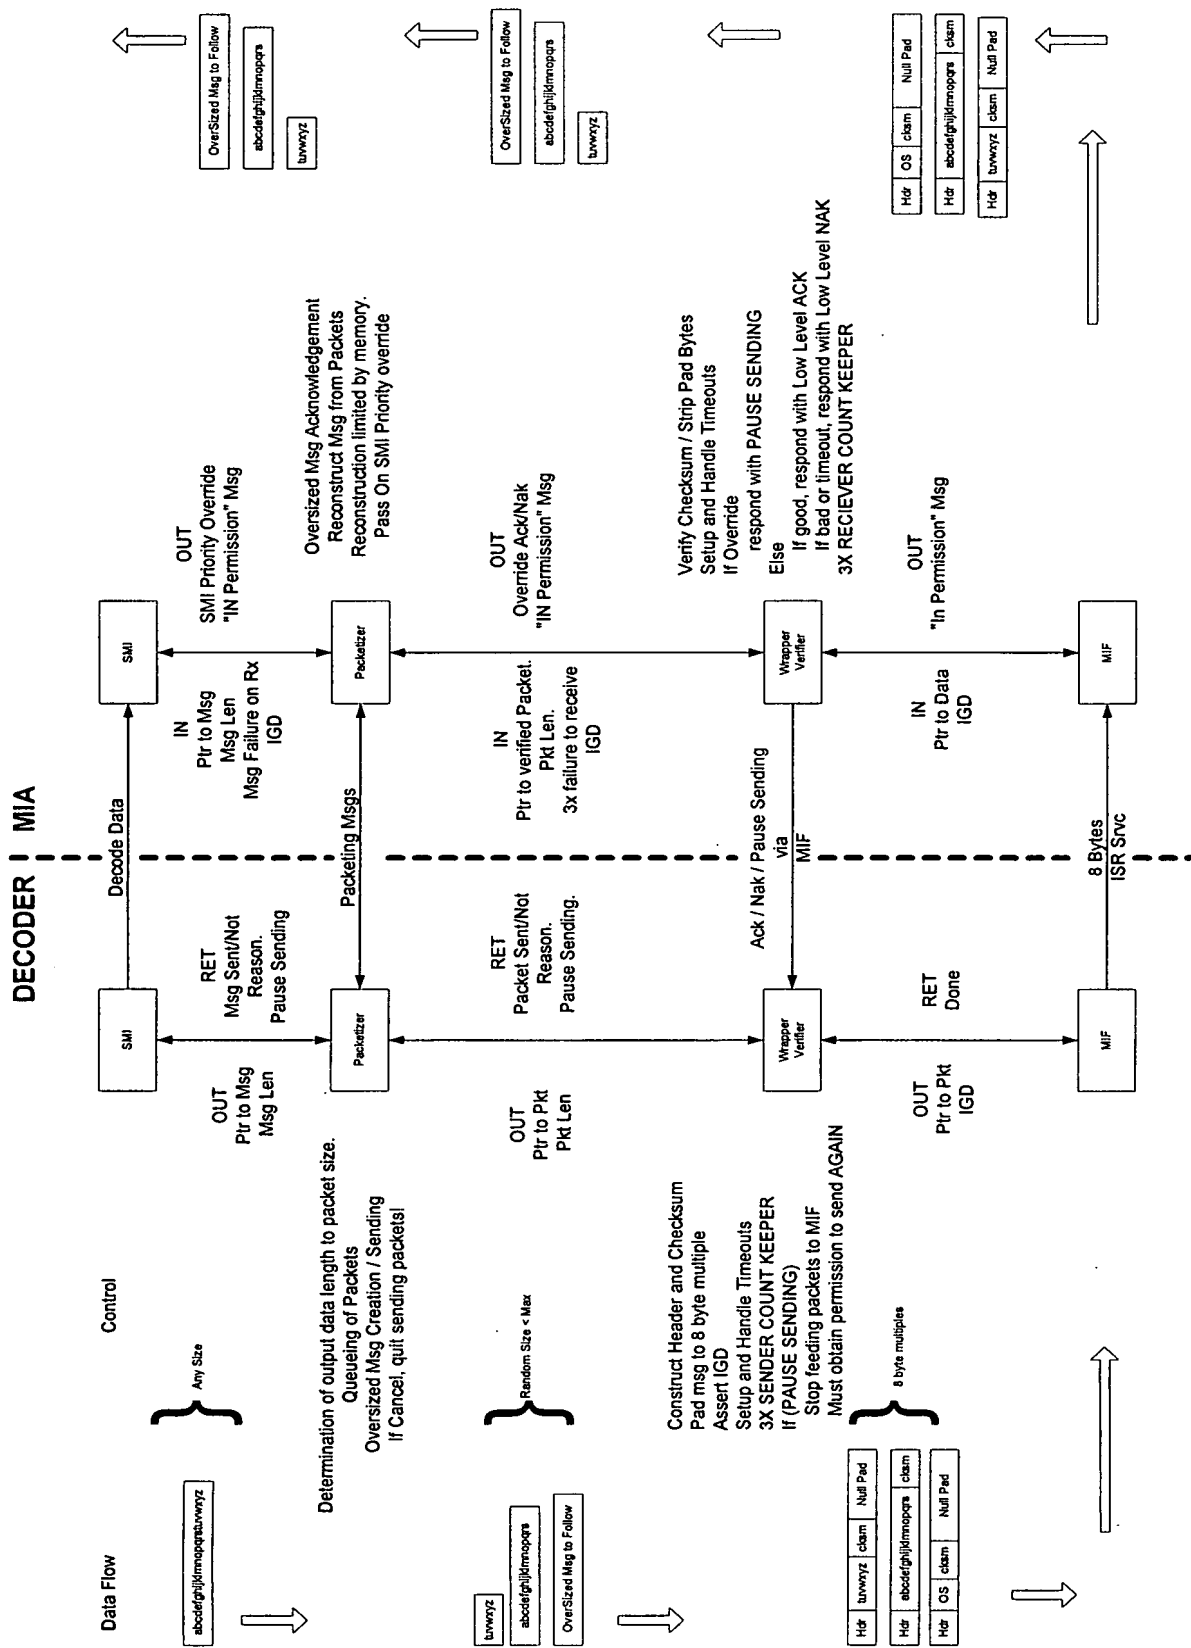 DECODER
MIA
Data Flow
Control
abcdefghijklmnopqrstuvwxyz
Any Size
OUT
Ptr to Msg
Msg Len
SMI
RET
Msg Sent/Not
Reason.
Pause Sending
Decode Data
IN
Ptr to Msg
Msg Len
Msg Failure on Rx
IGD
SMI
OUT
SMI Priority Override
"IN Permission" Msg
OverSized Msg to Follow
abcdefghijklmnopqrs
tuvwxyz
Determination of output data length to packet size.
Queueing of Packets
Oversized Msg Creation / Sending
If Cancel, quit sending packets!
Packetizer
Packeting Msgs
Packetizer
Oversized Msg Acknowledgement
Reconstruct Msg from Packets
Reconstruction limited by memory.
Pass On SMI Priority override
tuvwxyz
abcdefghijklmnopqrs
OverSized Msg to Follow
Random Size < Max
OUT
Ptr to Pkt
Pkt Len
RET
Packet Sent/Not
Reason.
Pause Sending.
IN
Ptr to verified Packet.
Pkt Len.
3x failure to receive
IGD
OUT
Override Ack/Nak
"IN Permission" Msg
OverSized Msg to Follow
abcdefghijklmnopqrs
tuvwxyz
Construct Header and Checksum
Pad msg to 8 byte multiple
Assert IGD
Setup and Handle Timeouts
3X SENDER COUNT KEEPER
If (PAUSE SENDING)
Stop feeding packets to MIF
Must obtain permission to send AGAIN
Wrapper
Verifier
Ack / Nak / Pause Sending
via
MIF
Wrapper
Verifier
Verify Checksum / Strip Pad Bytes
Setup and Handle Timeouts
If Override
respond with PAUSE SENDING
Else
If good, respond with Low Level ACK
If bad or timeout, respond with Low Level NAK
3X RECIEVER COUNT KEEPER
Hdr tuvwxyz cksm Null Pad
Hdr abcdefghijklmnopqrs cksm
Hdr OS cksm Null Pad
8 byte multiples
OUT
Ptr to Pkt
IGD
RET
Done
IN
Ptr to Data
IGD
OUT
"In Permission" Msg
Hdr OS cksm Null Pad
Hdr abcdefghijklmnopqrs cksm
Hdr tuvwxyz cksm Null Pad
MIF
8 Bytes
ISR Srvc
MIF